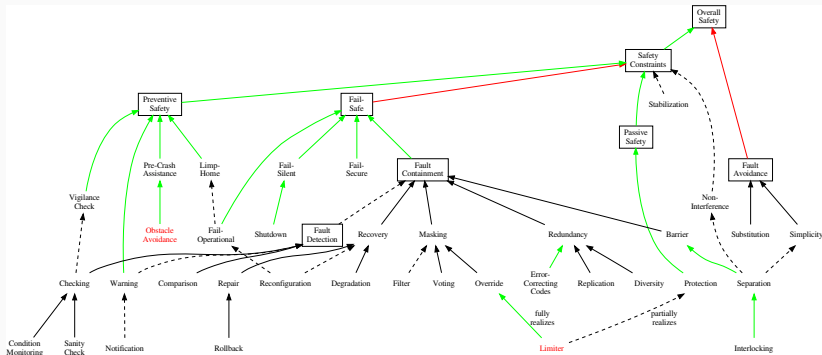 Overall
Safety
Safety
Constraints
Stabilization
Preventive
Safety
Fail-
Safe
Passive
Safety
Pre-Crash
Assistance
Limp-
Home
Fail-
Silent
Fail-
Secure
Fault
Containment
Fault
Avoidance
Vigilance
Check
Non-
Interference
Obstacle
Avoidance
Fail-
Operational
Shutdown
Fault
Detection
Recovery
Masking
Redundancy
Barrier
Substitution
Simplicity
Checking
Warning
Comparison
Repair
Reconfiguration
Degradation
Filter
Voting
Override
Error-
Correcting
Codes
Replication
Diversity
Protection
Separation
fully
realizes
partially
realizes
Condition
Monitoring
Sanity
Check
Notification
Rollback
Limiter
Interlocking